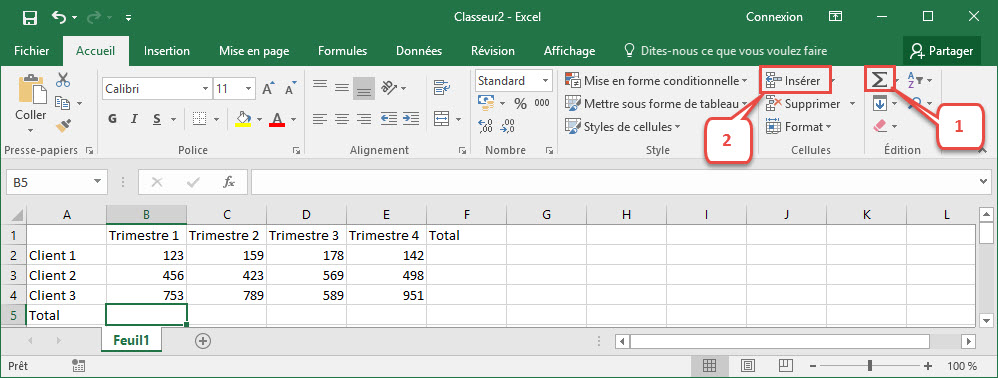 Classeur2 - Excel
Connexion
Fichier Accueil Insertion Mise en page Formules Données Révision Affichage Dites-nous ce que vous voulez faire Partager
Coller
Presse-papiers
Calibri 11
G I S A A
Police
Alignement
Standard
% 000
,00 ,0
Nombre
Mise en forme conditionnelle
Mettre sous forme de tableau
Styles de cellules
Style
Insérer
Supprimer
Format
Cellules
Σ
Édition
2
1
B5 fx
A B C D E F G H I J K L
1 Trimestre 1 Trimestre 2 Trimestre 3 Trimestre 4 Total
2 Client 1 123 159 178 142
3 Client 2 456 423 569 498
4 Client 3 753 789 589 951
5 Total
Feuil1
Prêt
100 %